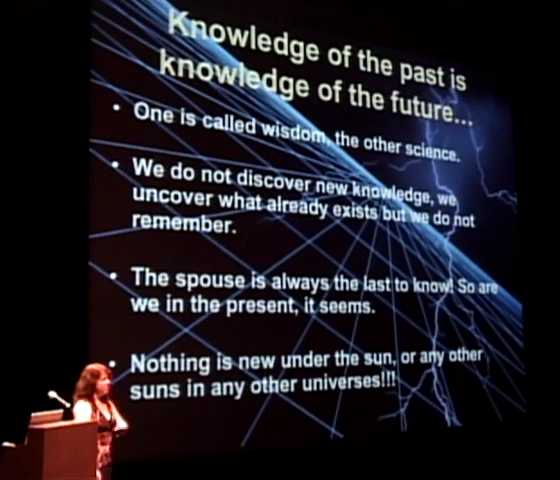 Knowledge of the past is
knowledge of the future...
• One is called wisdom, the other science.
• We do not discover new knowledge, we
uncover what already exists but we do not
remember.
• The spouse is always the last to know! So are
we in the present, it seems.
• Nothing is new under the sun, or any other
suns in any other universes!!!